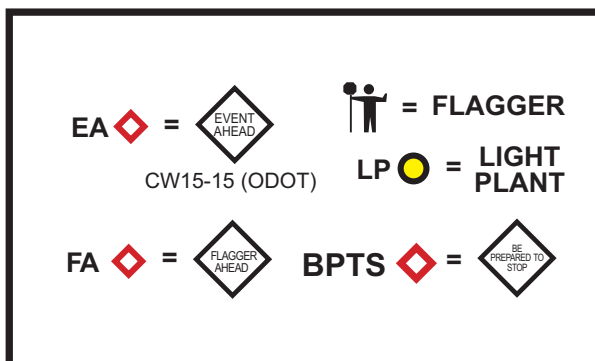 EA = EVENT
AHEAD
CW15-15 (ODOT)
= FLAGGER
LP = LIGHT
PLANT
FA = FLAGGER
AHEAD
BPTS = BE
PREPARED TO
STOP